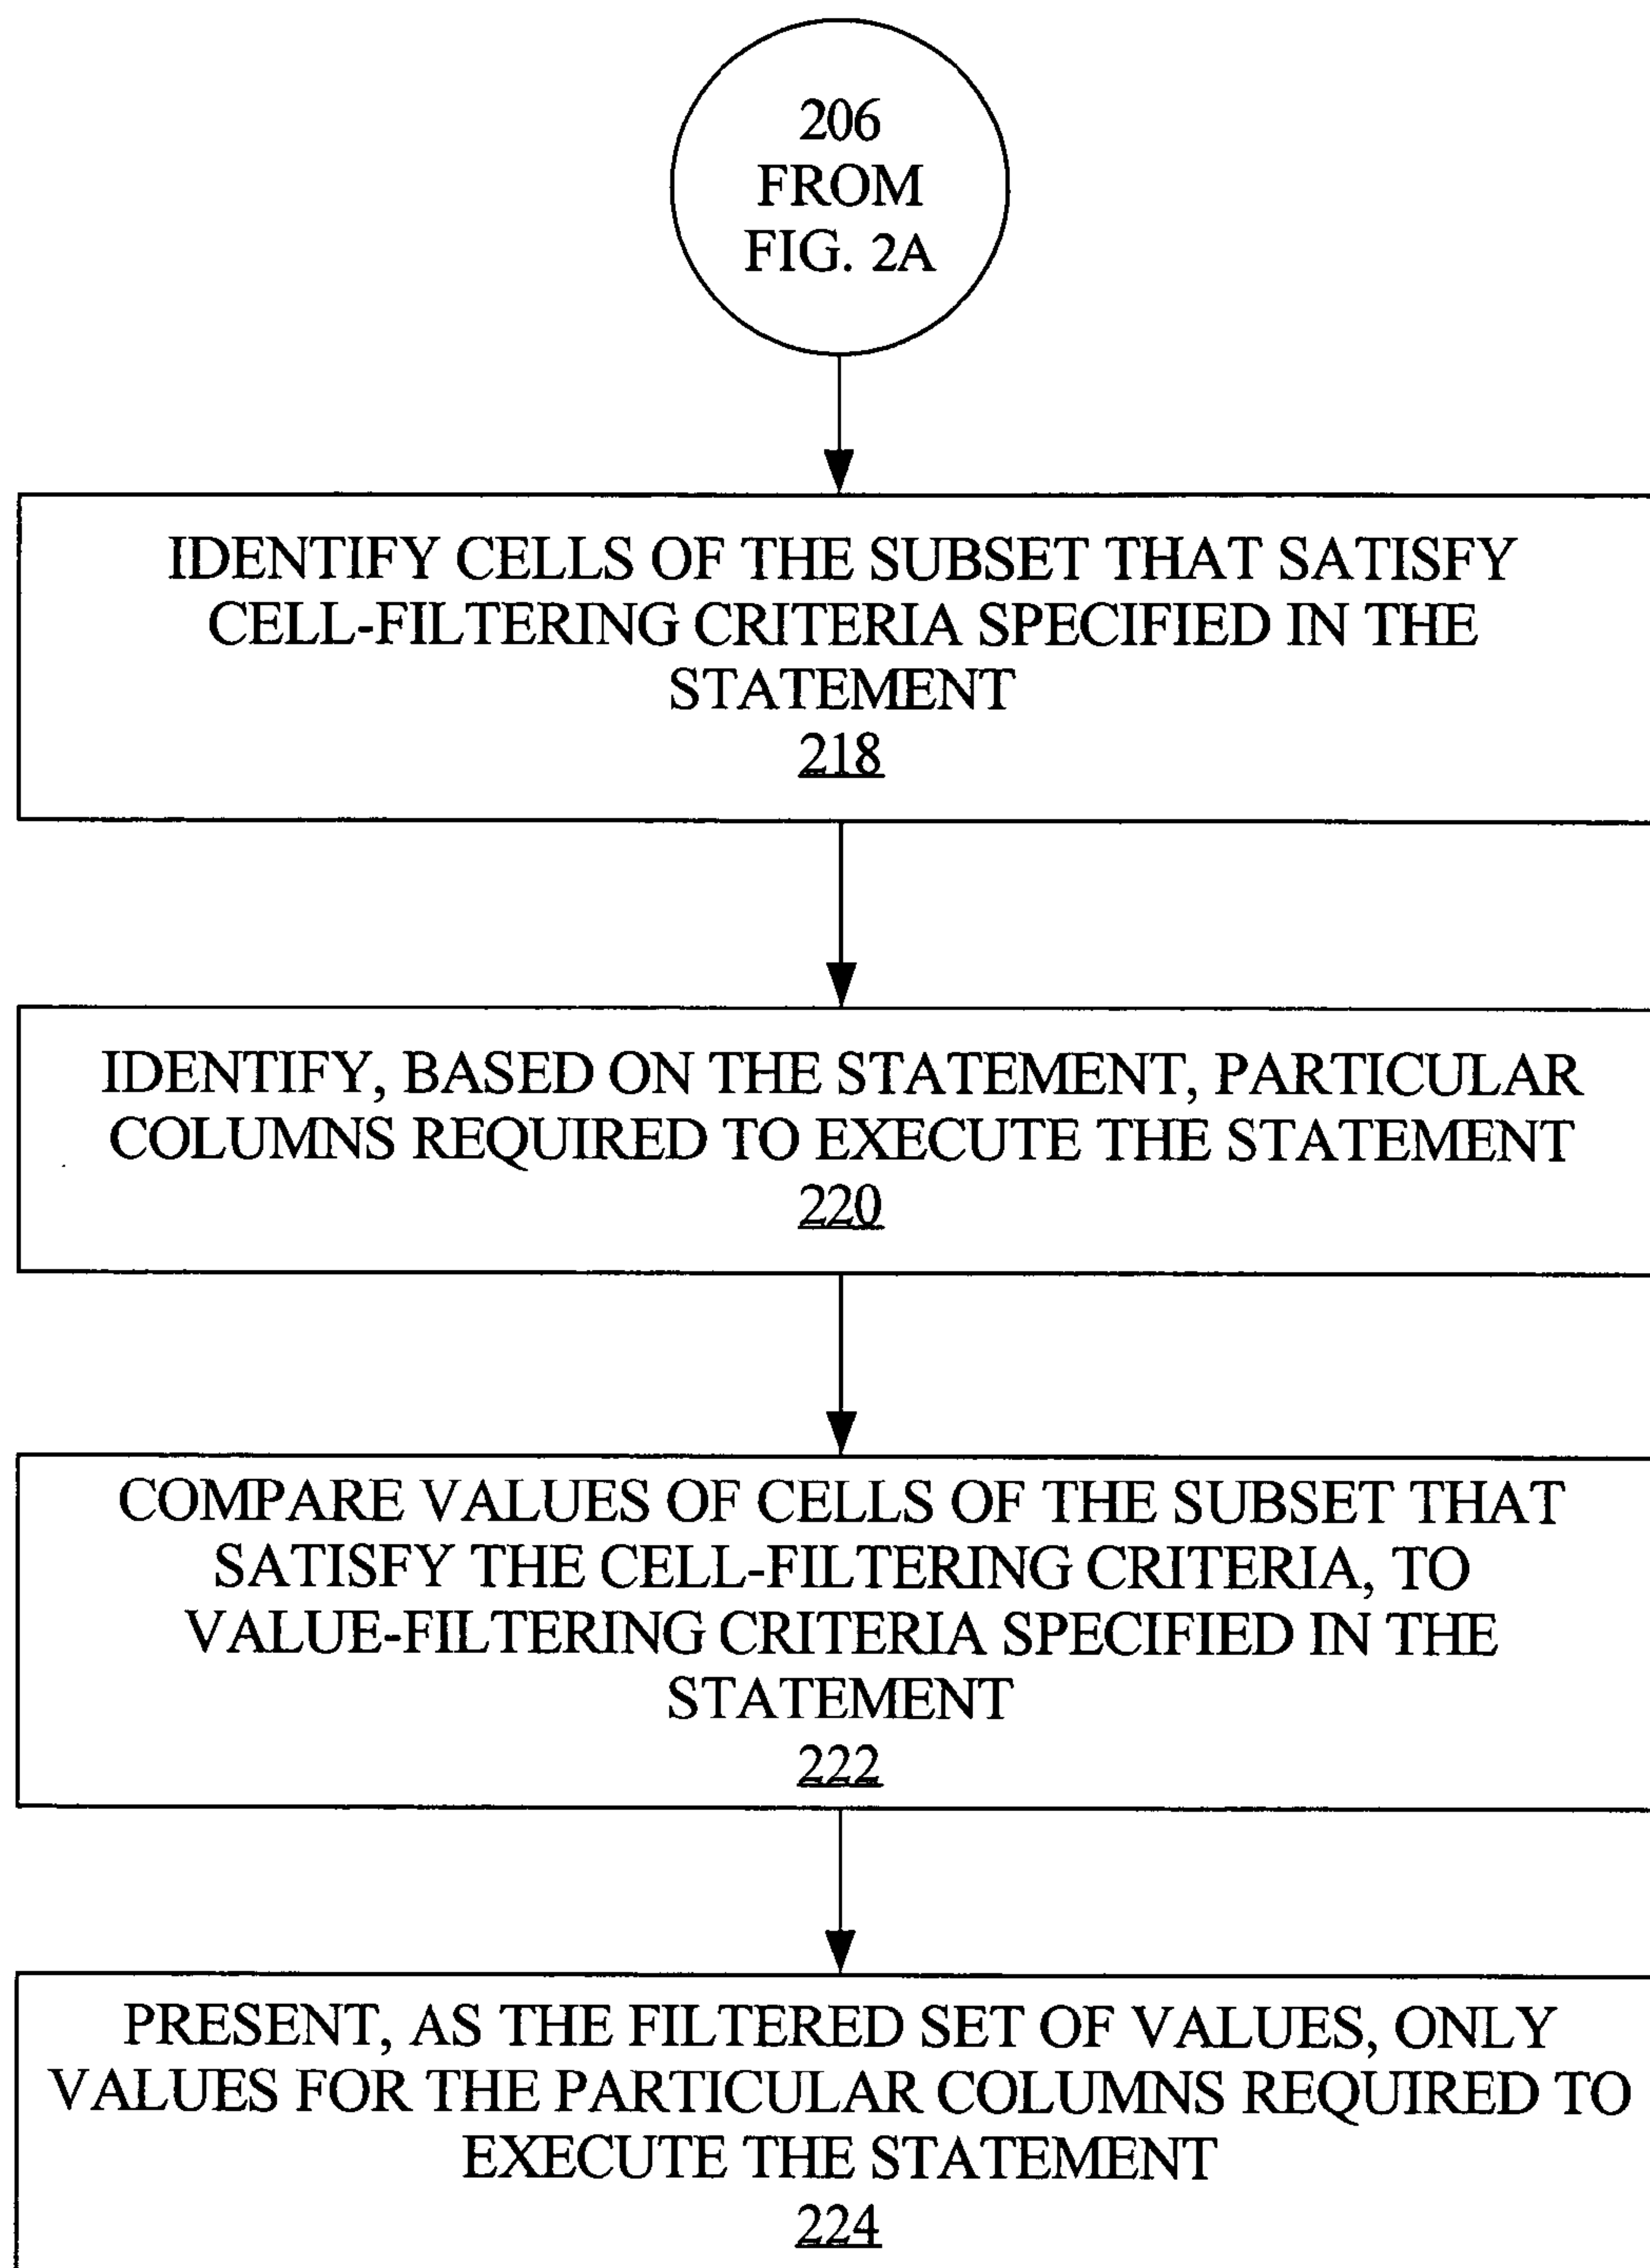 206
FROM
FIG. 2A
IDENTIFY CELLS OF THE SUBSET THAT SATISFY
CELL-FILTERING CRITERIA SPECIFIED IN THE
STATEMENT
218
IDENTIFY, BASED ON THE STATEMENT, PARTICULAR
COLUMNS REQUIRED TO EXECUTE THE STATEMENT
220
COMPARE VALUES OF CELLS OF THE SUBSET THAT
SATISFY THE CELL-FILTERING CRITERIA, TO
VALUE-FILTERING CRITERIA SPECIFIED IN THE
STATEMENT
222
PRESENT, AS THE FILTERED SET OF VALUES, ONLY
VALUES FOR THE PARTICULAR COLUMNS REQUIRED TO
EXECUTE THE STATEMENT
224